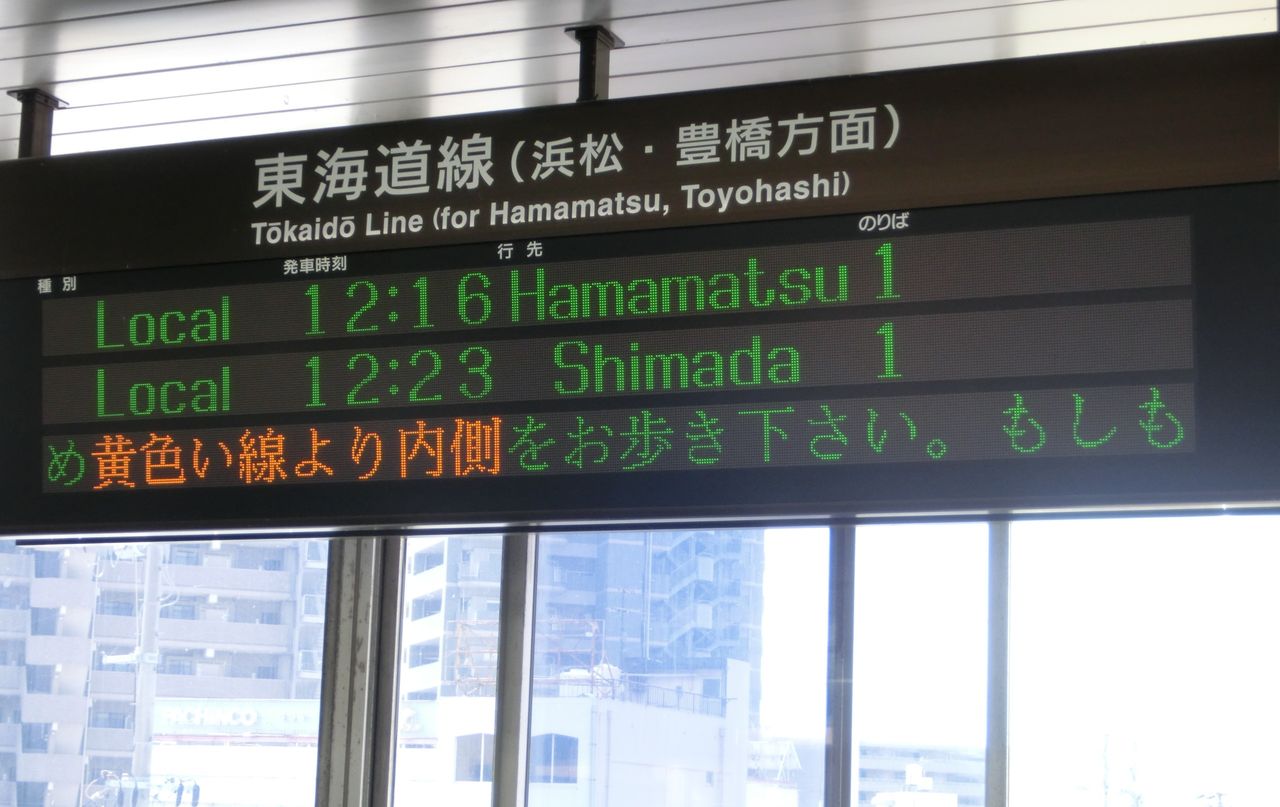 東海道線(浜松・豊橋方面)
Tōkaidō Line (for Hamamatsu, Toyohashi)
種別 発車時刻 行先 のりば
Local 12:16 Hamamatsu 1
Local 12:23 Shimada 1
め黄色い線より内側をお歩き下さい。もしも